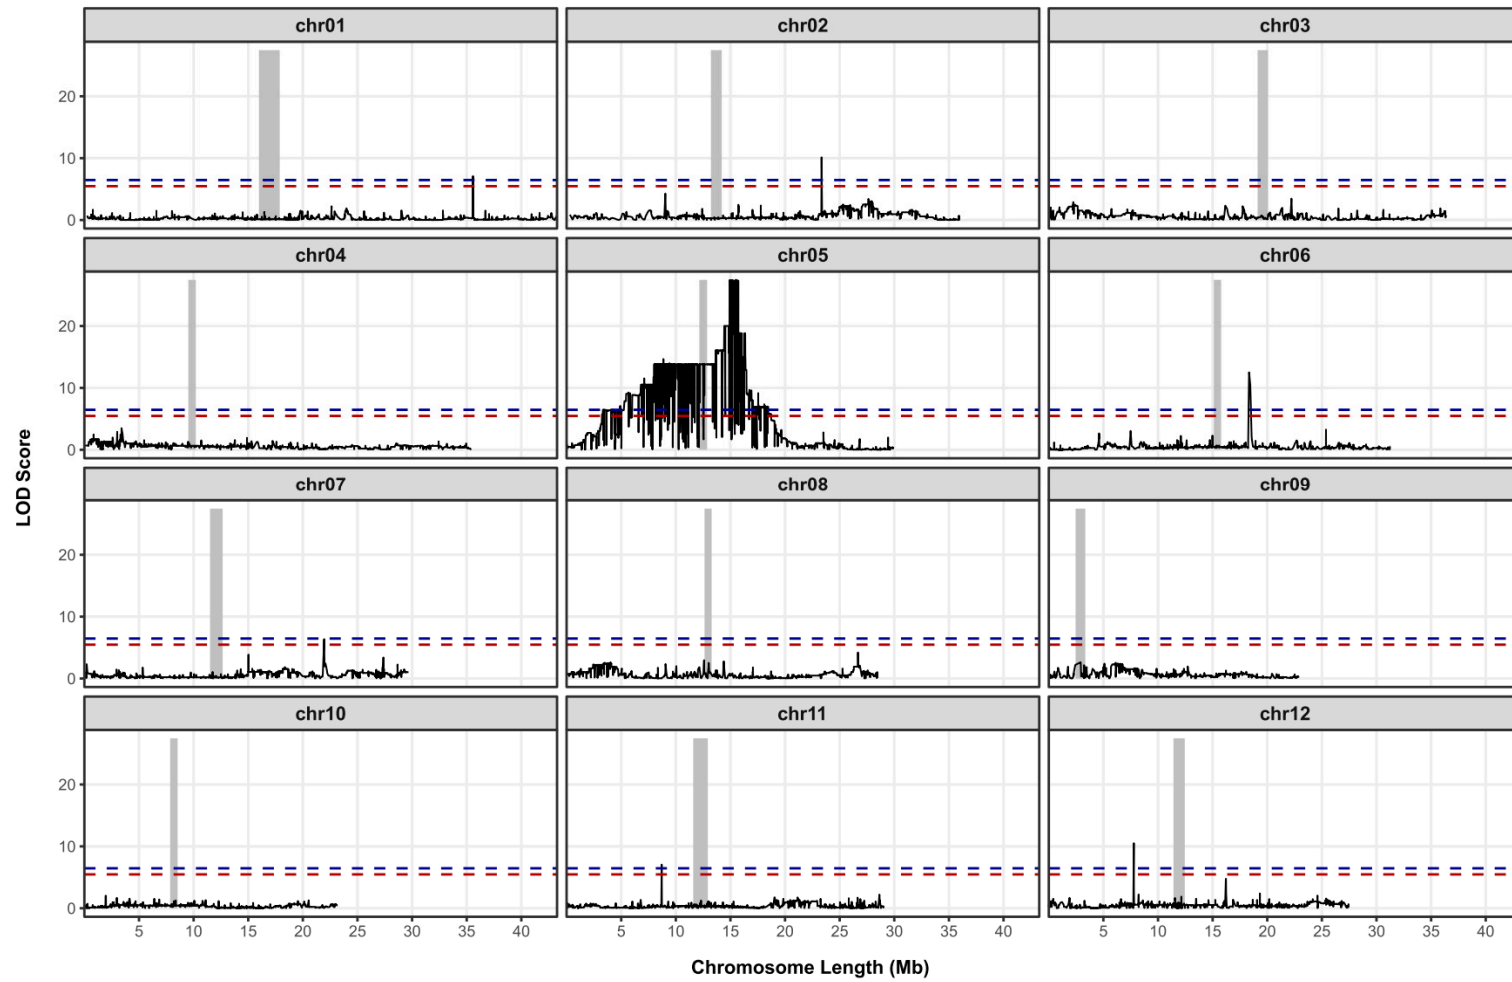 chr01 chr02 chr03
20
10
0
chr04 chr05 chr06
20
10
0
LOD Score
chr07 chr08 chr09
20
10
0
chr10 chr11 chr12
20
10
0
5 10 15 20 25 30 35 40 5 10 15 20 25 30 35 40 5 10 15 20 25 30 35 40
Chromosome Length (Mb)